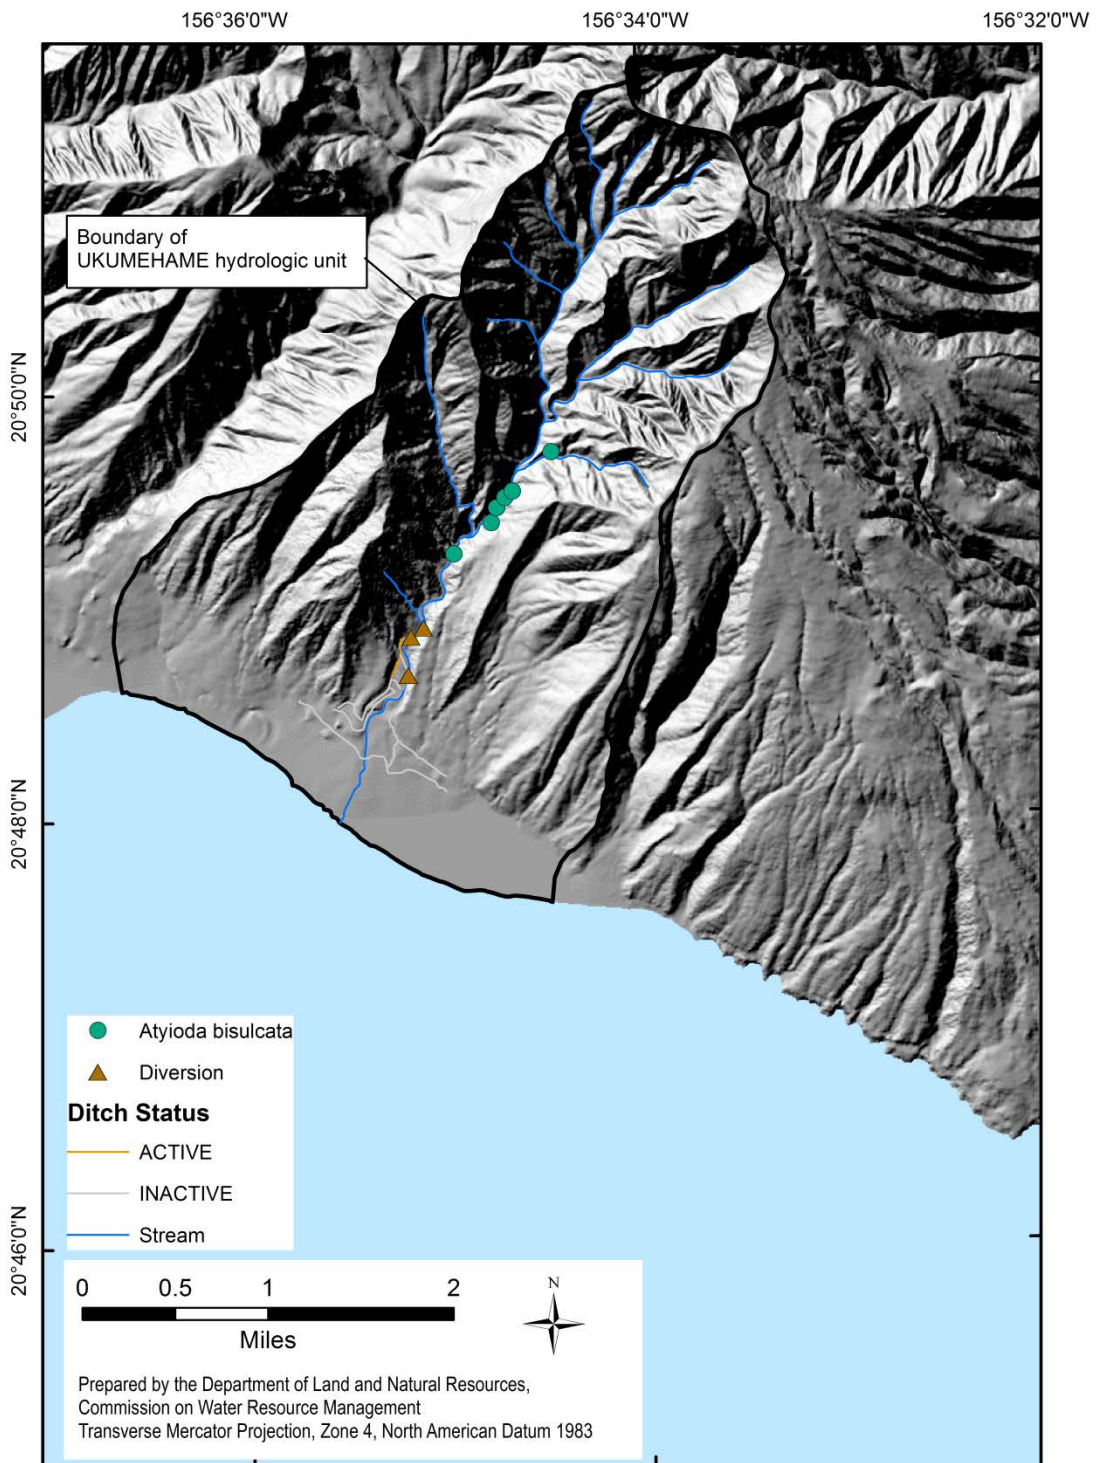 156°36'0"W
156°34'0"W
156°32'0"W
Boundary of
UKUMEHAME hydrologic unit
20°50'0"N
20°48'0"N
20°46'0"N
Atyioda bisulcata
Diversion
Ditch Status
ACTIVE
INACTIVE
Stream
0 0.5 1 2
Miles
N
Prepared by the Department of Land and Natural Resources,
Commission on Water Resource Management
Transverse Mercator Projection, Zone 4, North American Datum 1983